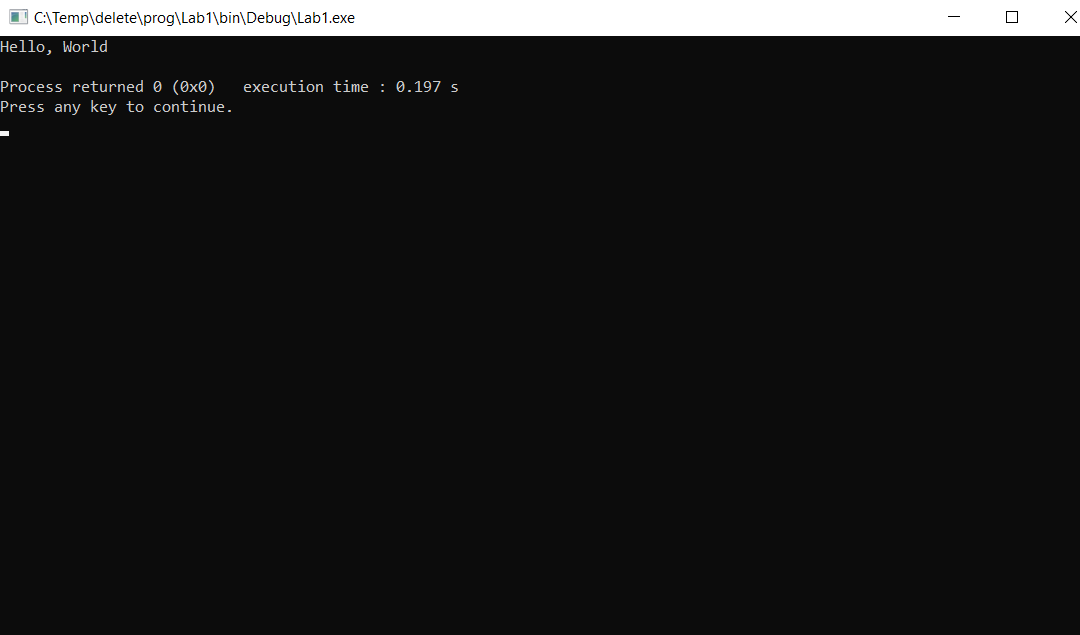 C:\Temp\delete\prog\Lab1\bin\Debug\Lab1.exe
Hello, World
Process returned 0 (0x0)   execution time : 0.197 s
Press any key to continue.